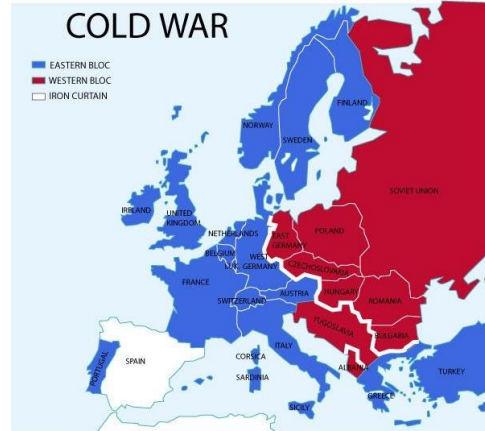 COLD WAR
EASTERN BLOC
WESTERN BLOC
IRON CURTAIN
FINLAND
NORWAY
SWEDEN
SOVIET UNION
IRELAND
UNITED
KINGDOM
NETHERLANDS
EAST
GERMANY
POLAND
BELGIUM
LUX.
WEST
GERMANY
CZECHOSLOVAKIA
FRANCE
SWITZERLAND
AUSTRIA
HUNGARY
ROMANIA
YUGOSLAVIA
BULGARIA
ITALY
CORSICA
SARDINIA
SPAIN
PORTUGAL
ALBANIA
GREECE
TURKEY
SICILY